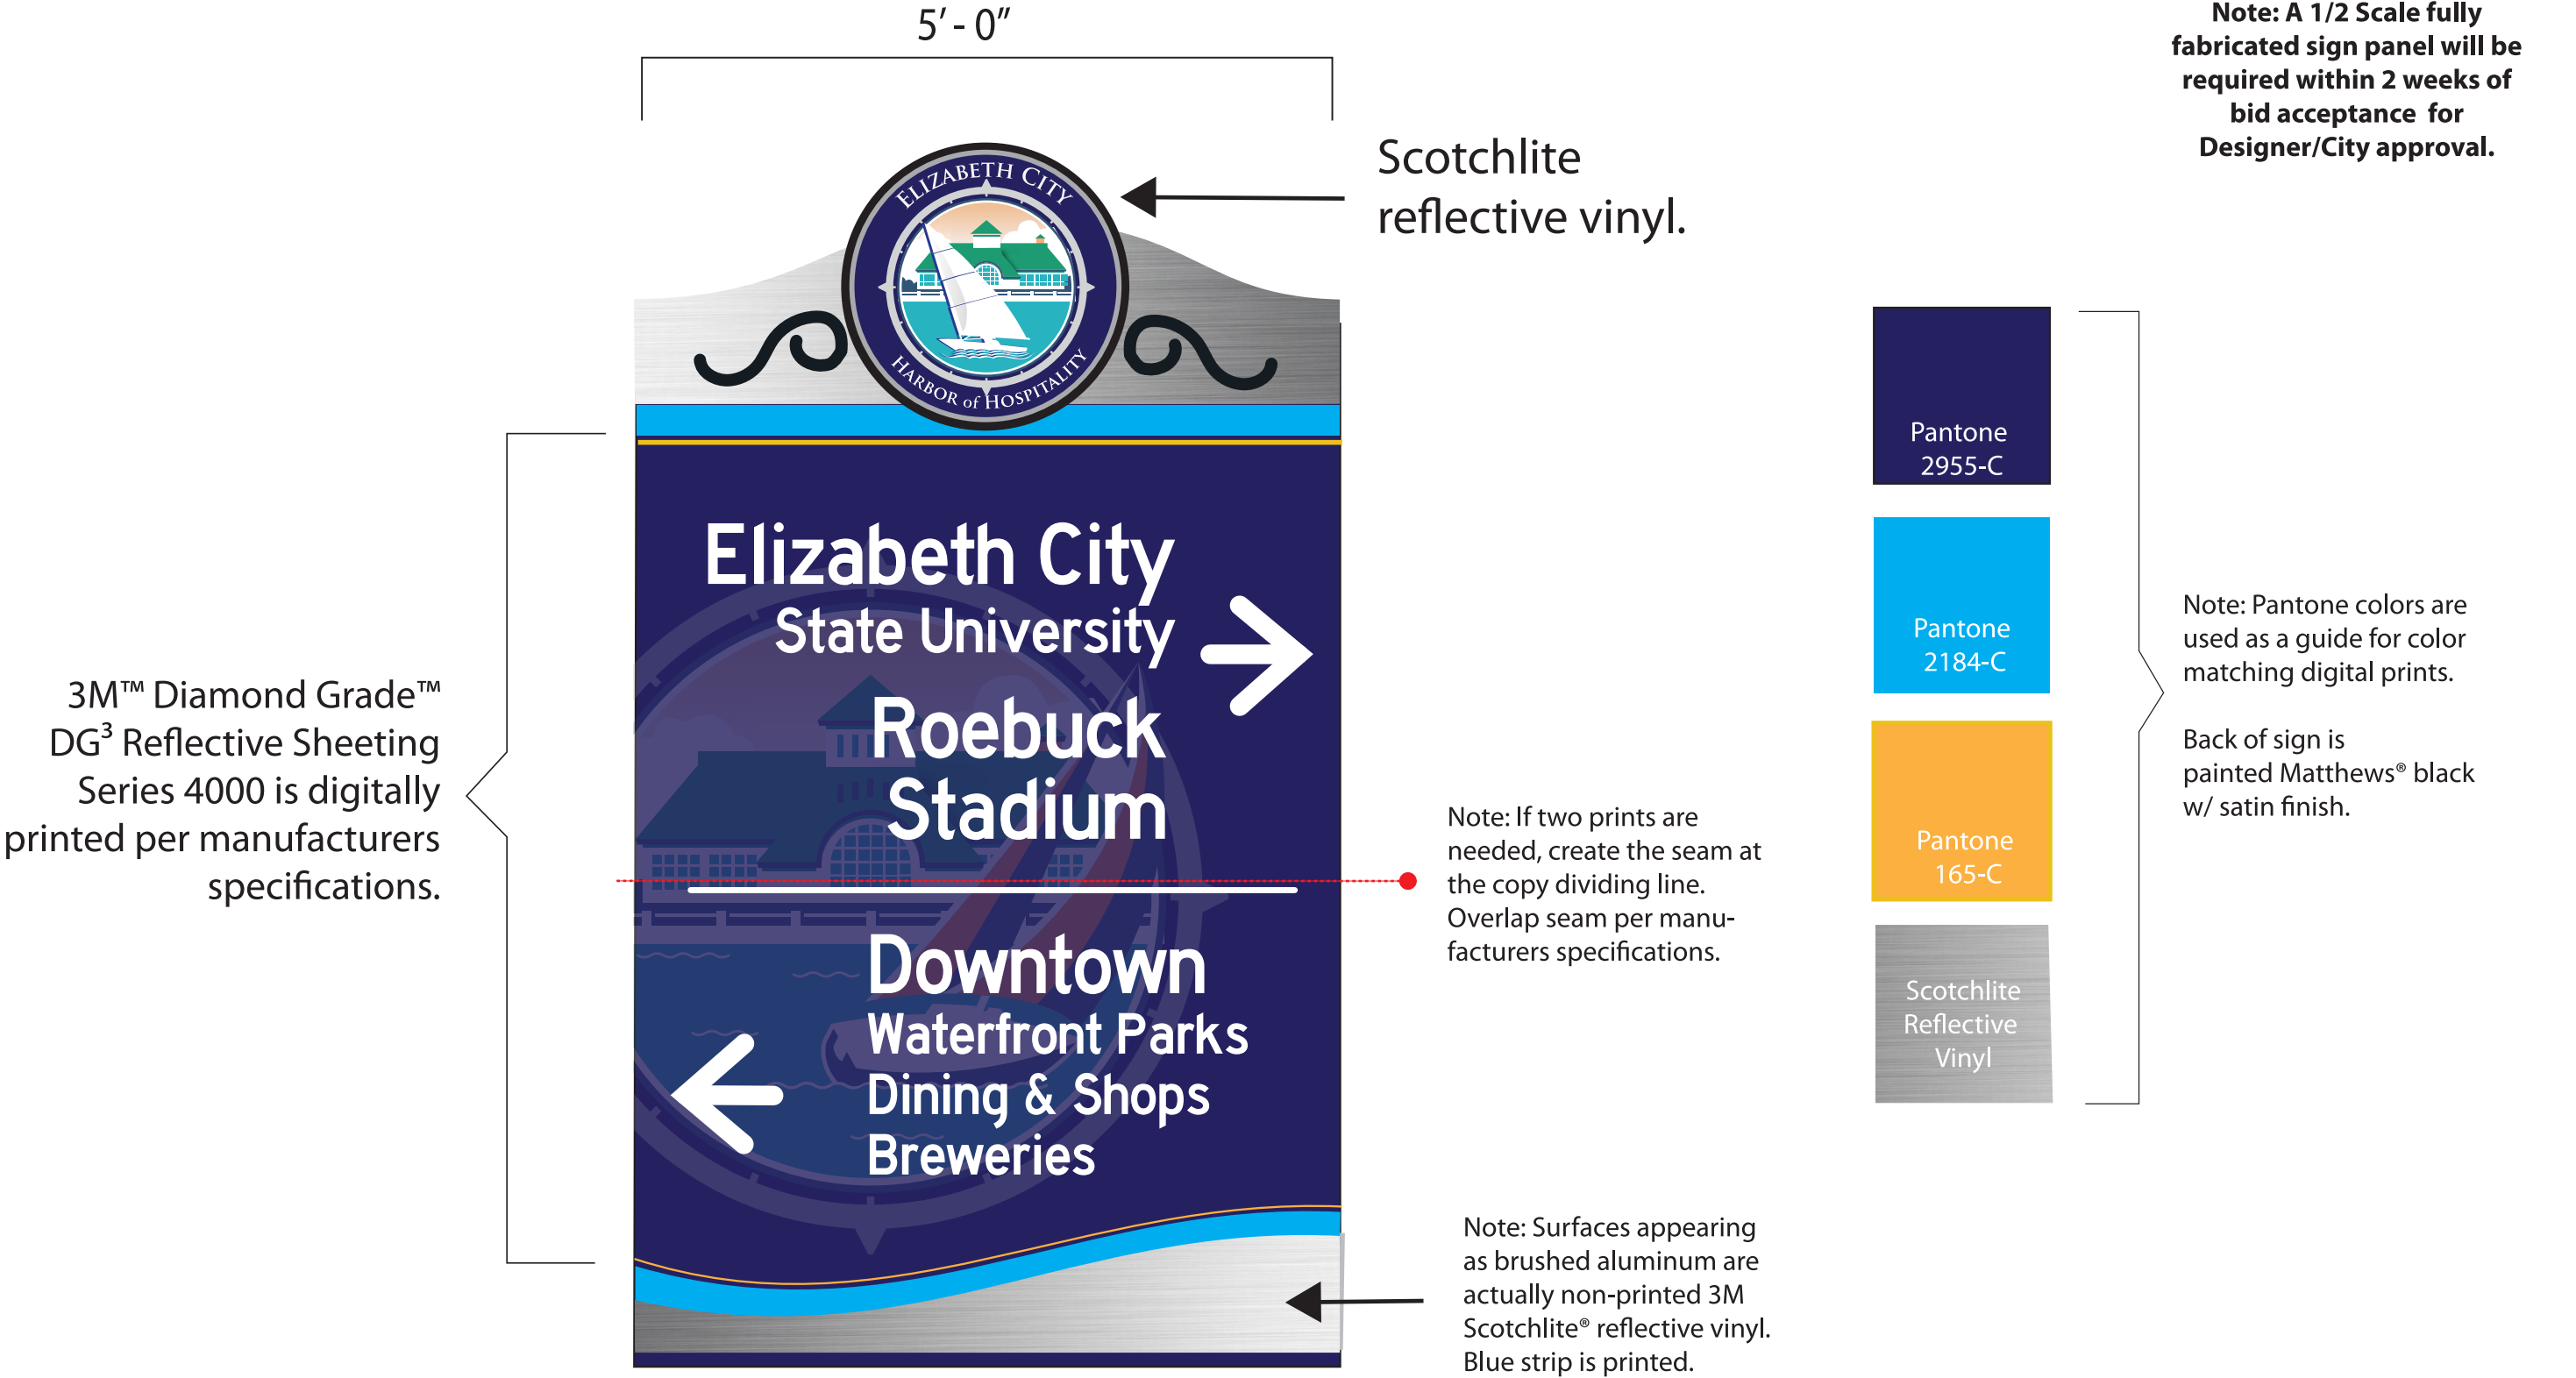 5’ - 0”
Note: A 1/2 Scale fully
fabricated sign panel will be
required within 2 weeks of
bid acceptance  for
Designer/City approval.
Scotchlite
reflective vinyl.
ELIZABETH CITY
HARBOR of HOSPITALITY
3M™ Diamond Grade™
DG³ Reflective Sheeting
Series 4000 is digitally
printed per manufacturers
specifications.
Elizabeth City
State University
Roebuck
Stadium
Downtown
Waterfront Parks
Dining & Shops
Breweries
Note: If two prints are
needed, create the seam at
the copy dividing line.
Overlap seam per manu-
facturers specifications.
Note: Surfaces appearing
as brushed aluminum are
actually non-printed 3M
Scotchlite® reflective vinyl.
Blue strip is printed.
Pantone
2955-C
Pantone
2184-C
Pantone
165-C
Scotchlite
Reflective
Vinyl
Note: Pantone colors are
used as a guide for color
matching digital prints.
Back of sign is
painted Matthews® black
w/ satin finish.